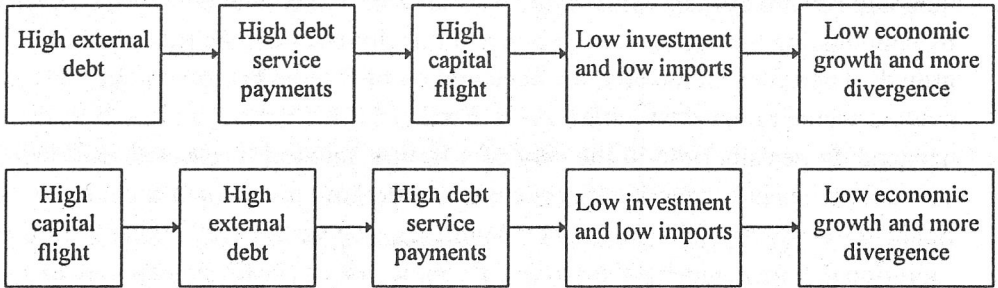 High external
debt
High debt
service
payments
High
capital
flight
Low investment
and low imports
Low economic
growth and more
divergence
High
capital
flight
High
external
debt
High debt
service
payments
Low investment
and low imports
Low economic
growth and more
divergence